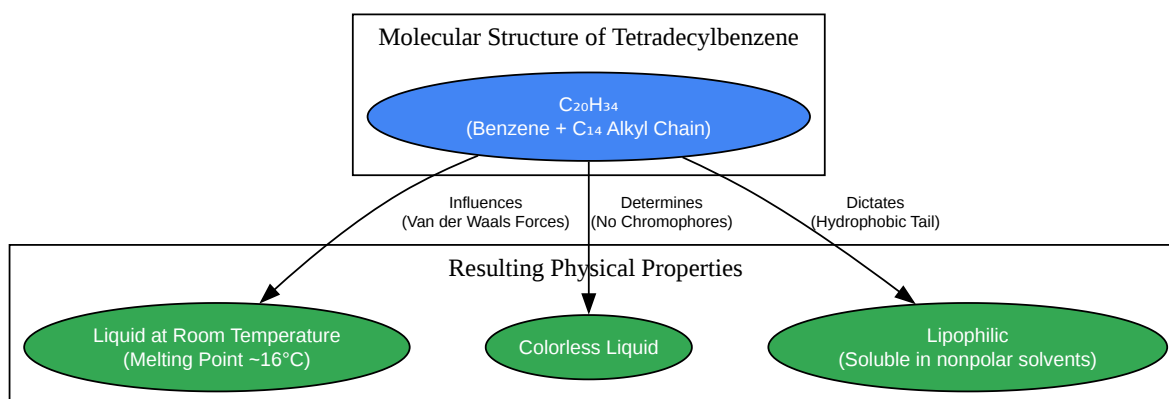 Molecular Structure of Tetradecylbenzene
C₂₀H₃₄
(Benzene + C₁₄ Alkyl Chain)
Influences
(Van der Waals Forces)
Determines
(No Chromophores)
Dictates
(Hydrophobic Tail)
Resulting Physical Properties
Liquid at Room Temperature
(Melting Point ~16°C)
Colorless Liquid
Lipophilic
(Soluble in nonpolar solvents)